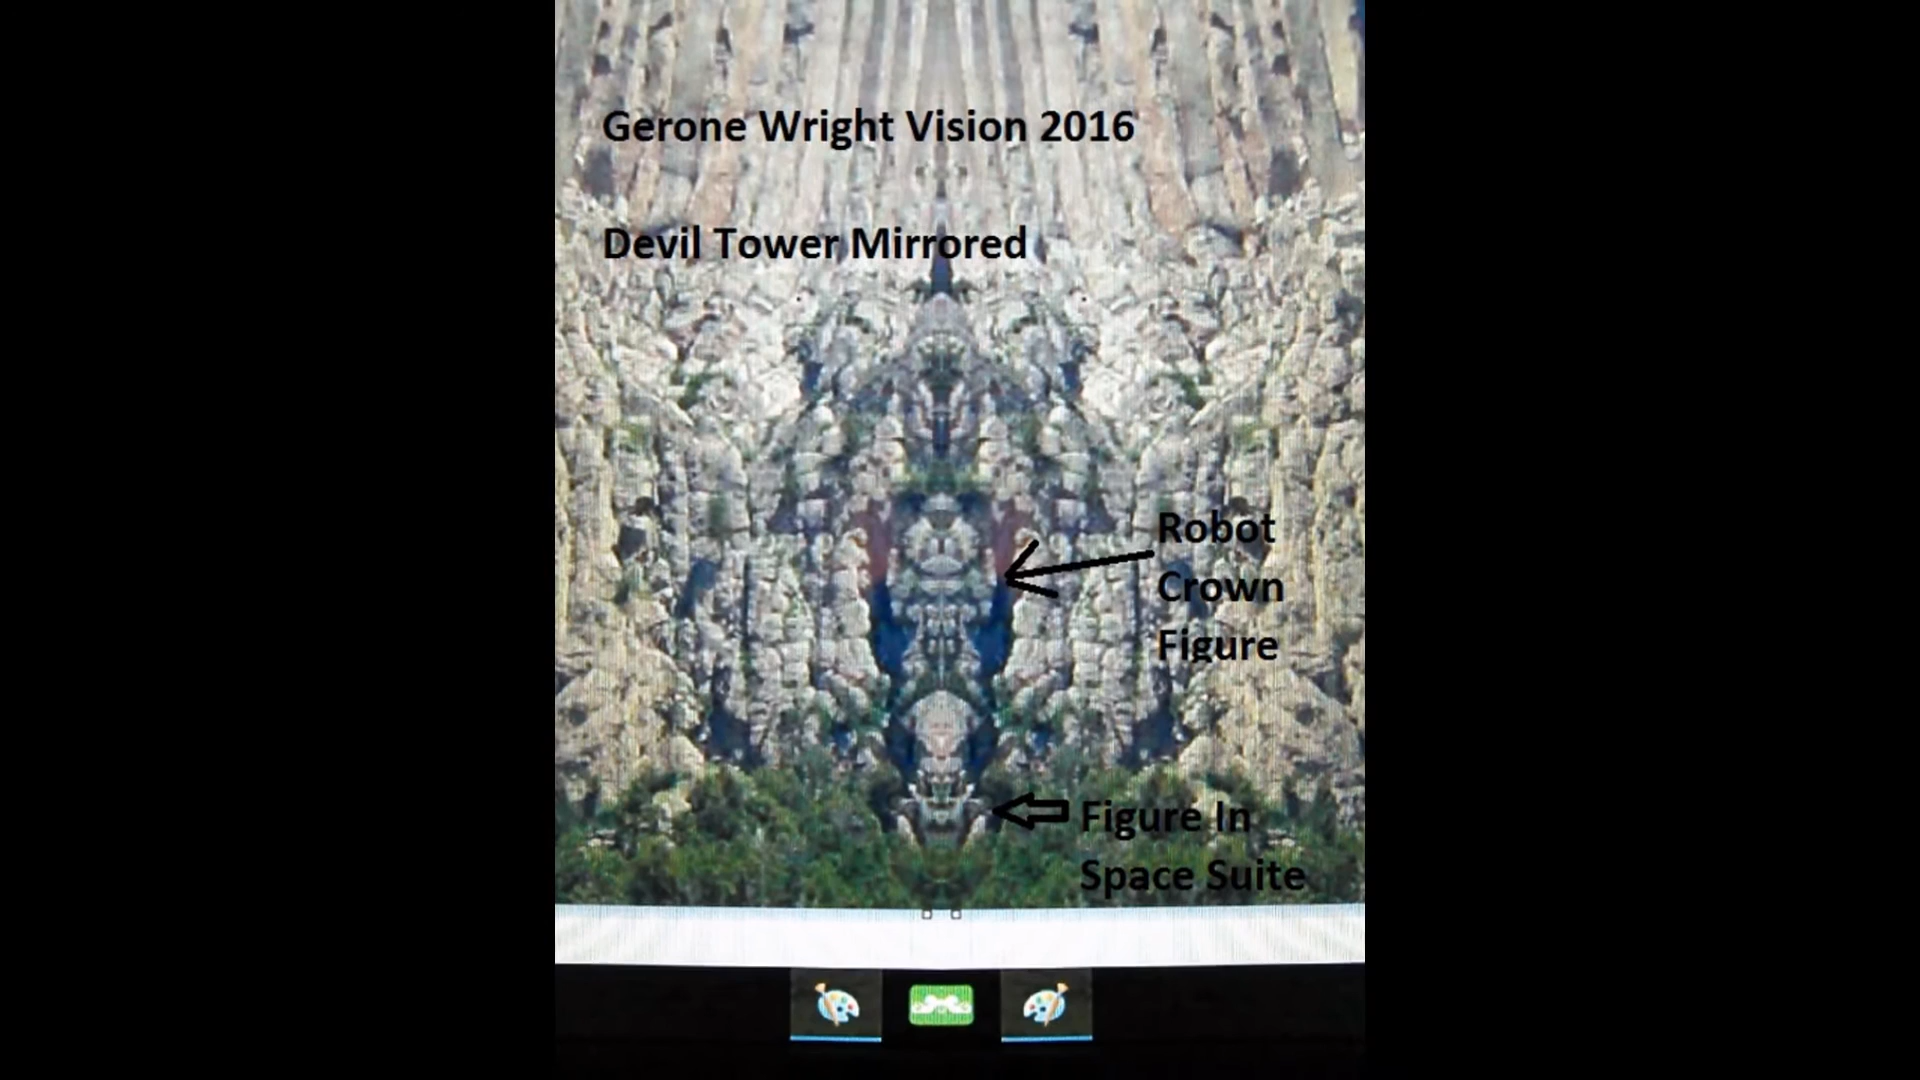 Gerone Wright Vision 2016
Devil Tower Mirrored
Robot
Crown
Figure
Figure In
Space Suite